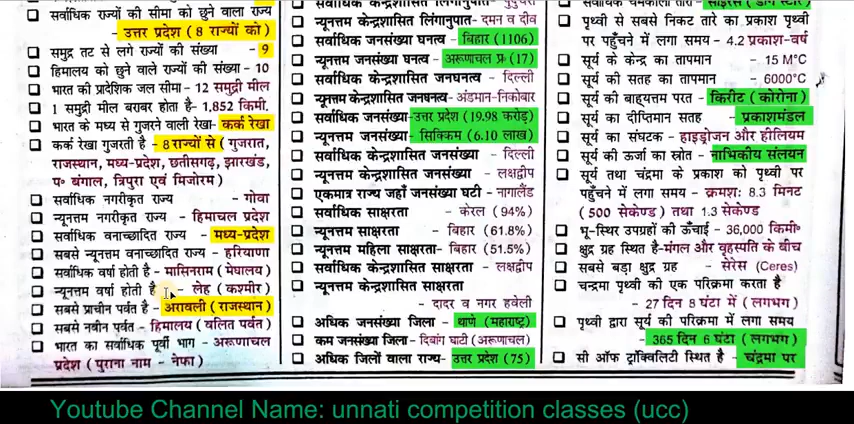 सर्वाधिक राज्यों की सीमा को छूने वाला राज्य
- उत्तर प्रदेश (8 राज्यों को)
समुद्र तट से लगे राज्यों की संख्या - 9
हिमालय को छूने वाले राज्यों की संख्या - 10
भारत की प्रादेशिक जल सीमा - 12 समुद्री मील
1 समुद्री मील बराबर होता है- 1,852 किमी.
भारत के मध्य से गुजरने वाली रेखा- कर्क रेखा
कर्क रेखा गुजरती है - 8 राज्यों से (गुजरात,
राजस्थान, मध्य-प्रदेश, छतीसगढ़, झारखंड,
प० बंगाल, त्रिपुरा एवं मिजोरम)
सर्वाधिक नगरीकृत राज्य - गोवा
न्यूनतम नगरीकृत राज्य - हिमाचल प्रदेश
सर्वाधिक वनाच्छादित राज्य - मध्य-प्रदेश
सबसे न्यूनतम वनाच्छादित राज्य - हरियाणा
सर्वाधिक वर्षा होती है - मासिनराम (मेघालय)
न्यूनतम वर्षा होती है - लेह (कश्मीर)
सबसे प्राचीन पर्वत है - अरावली (राजस्थान)
सबसे नवीन पर्वत - हिमालय (वलित पर्वत)
भारत का सर्वाधिक पूर्वी भाग - अरूणाचल
प्रदेश (पुराना नाम - नेफा)
न्यूनतम केन्द्रशासित लिंगानुपात- दमन व दीव
सर्वाधिक जनसंख्या घनत्व - बिहार (1106)
न्यूनतम जनसंख्या घनत्व - अरूणाचल प्र० (17)
सर्वाधिक केन्द्रशासित जनघनत्व - दिल्ली
न्यूनतम केन्द्रशासित जनघनत्व- अंडमान-निकोबार
सर्वाधिक जनसंख्या-उत्तर प्रदेश (19.98 करोड़)
न्यूनतम जनसंख्या- सिक्किम (6.10 लाख)
सर्वाधिक केन्द्रशासित जनसंख्या - दिल्ली
न्यूनतम केन्द्रशासित जनसंख्या - लक्षद्वीप
एकमात्र राज्य जहाँ जनसंख्या घटी - नागालैंड
सर्वाधिक साक्षरता - केरल (94%)
न्यूनतम साक्षरता - बिहार (61.8%)
न्यूनतम महिला साक्षरता- बिहार (51.5%)
सर्वाधिक केन्द्रशासित साक्षरता - लक्षद्वीप
न्यूनतम केन्द्रशासित साक्षरता
- दादर व नगर हवेली
अधिक जनसंख्या जिला - थाणे (महाराष्ट्र)
कम जनसंख्या जिला- दिबांग घाटी (अरूणाचल)
अधिक जिलों वाला राज्य- उत्तर प्रदेश (75)
पृथ्वी से सबसे निकट तारे का प्रकाश पृथ्वी
पर पहुँचने में लगा समय - 4.2 प्रकाश-वर्ष
सूर्य के केन्द्र का तापमान - 15 M°C
सूर्य की सतह का तापमान - 6000°C
सूर्य की बाह्यत्तम परत - किरीट (कोरोना)
सूर्य का दीप्तिमान सतह - प्रकाशमंडल
सूर्य का संघटक - हाइड्रोजन और हीलियम
सूर्य की ऊर्जा का स्रोत - नाभिकीय संलयन
सूर्य तथा चंद्रमा के प्रकाश को पृथ्वी पर
पहुँचने में लगा समय - क्रमशः 8.3 मिनट
(500 सेकेण्ड) तथा 1.3 सेकेण्ड
भू-स्थिर उपग्रहों की ऊँचाई - 36,000 किमी०
क्षुद्र ग्रह स्थित है-मंगल और वृहस्पति के बीच
सबसे बड़ा क्षुद्र ग्रह - सेरेस (Ceres)
चन्द्रमा पृथ्वी की एक परिक्रमा करता है
- 27 दिन 8 घंटा में (लगभग)
पृथ्वी द्वारा सूर्य की परिक्रमा में लगा समय
- 365 दिन 6 घंटा (लगभग)
सी ऑफ ट्रांक्विलिटी स्थित है - चंद्रमा पर
Youtube Channel Name: unnati competition classes (ucc)